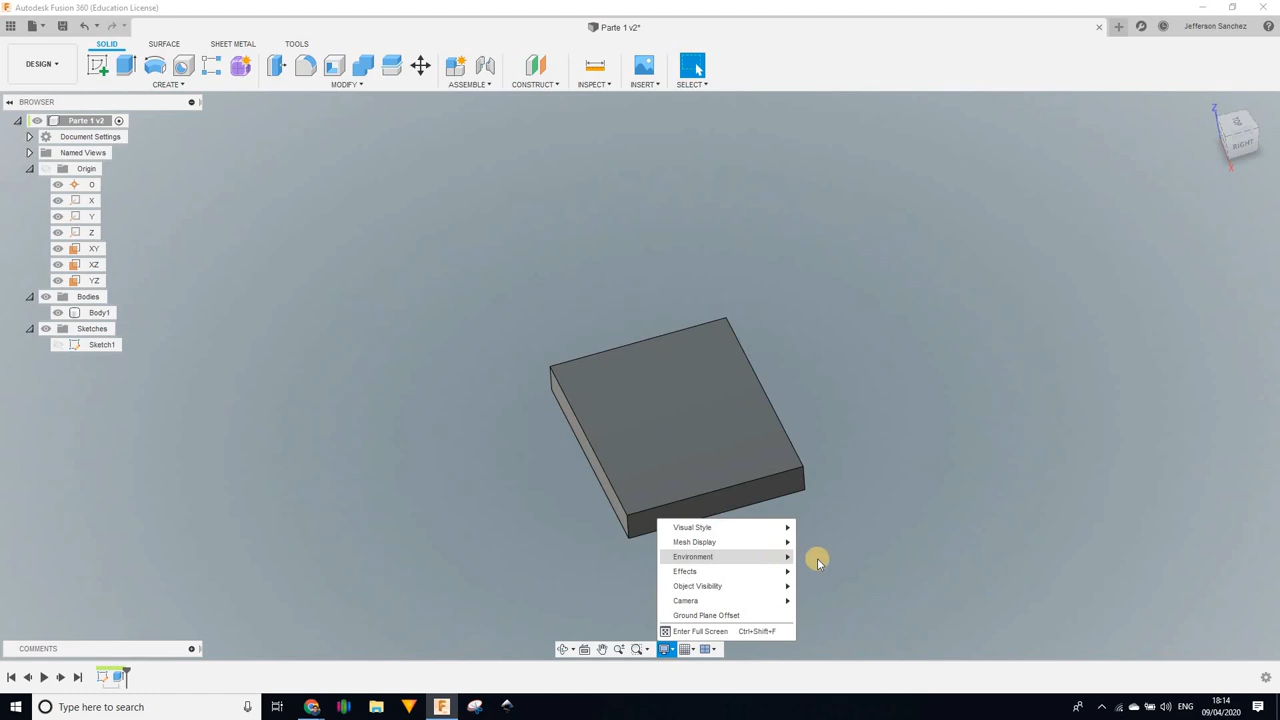 Autodesk Fusion 360 (Education License)
Parte 1 v2*
Jefferson Sanchez
SOLID
SURFACE
SHEET METAL
TOOLS
DESIGN
CREATE
MODIFY
ASSEMBLE
CONSTRUCT
INSPECT
INSERT
SELECT
BROWSER
Parte 1 v2
Document Settings
Named Views
Origin
O
X
Y
Z
XY
XZ
YZ
Bodies
Body1
Sketches
Sketch1
Z
RIGHT
X
Visual Style
Mesh Display
Environment
Effects
Object Visibility
Camera
Ground Plane Offset
Enter Full Screen Ctrl+Shift+F
COMMENTS
Type here to search
18:14
09/04/2020